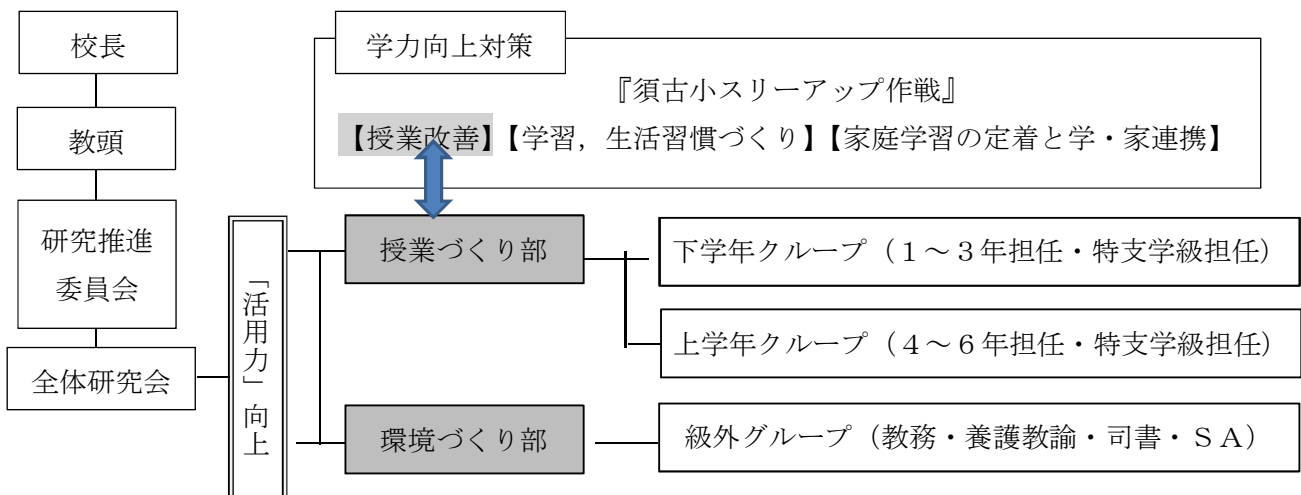 校長
教頭
研究推進
委員会
全体研究会
「活用力」向上
学力向上対策
『須古小スリーアップ作戦』
【授業改善】【学習，生活習慣づくり】【家庭学習の定着と学・家連携】
授業づくり部
下学年クループ（１～３年担任・特支学級担任）
上学年クループ（４～６年担任・特支学級担任）
環境づくり部
級外グループ（教務・養護教諭・司書・ＳＡ）